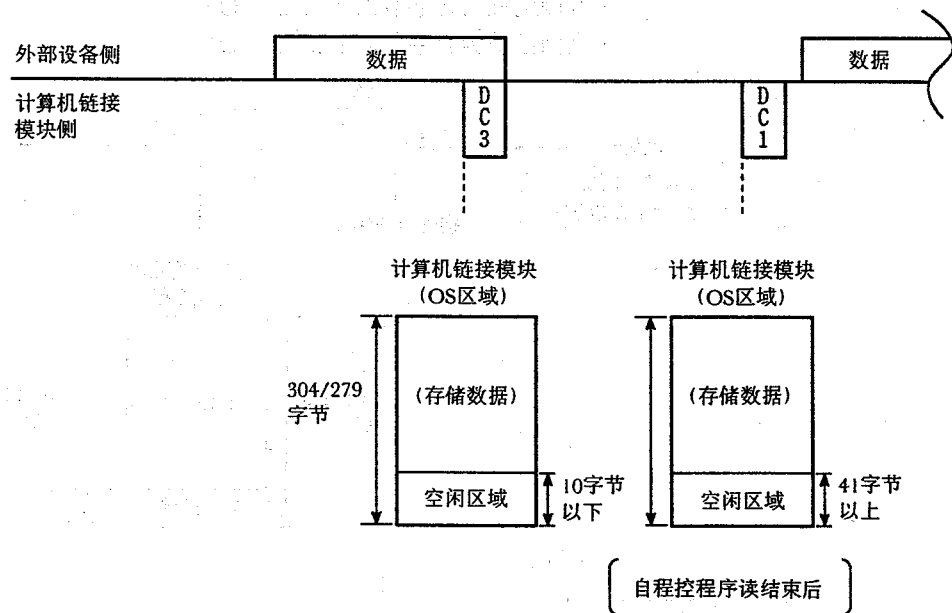 外部设备侧
数据
数据
计算机链接
模块侧
DC3
DC1
计算机链接模块
(OS区域)
计算机链接模块
(OS区域)
304/279
字节
(存储数据)
(存储数据)
空闲区域
10字节
以下
空闲区域
41字节
以上
自程控程序读结束后